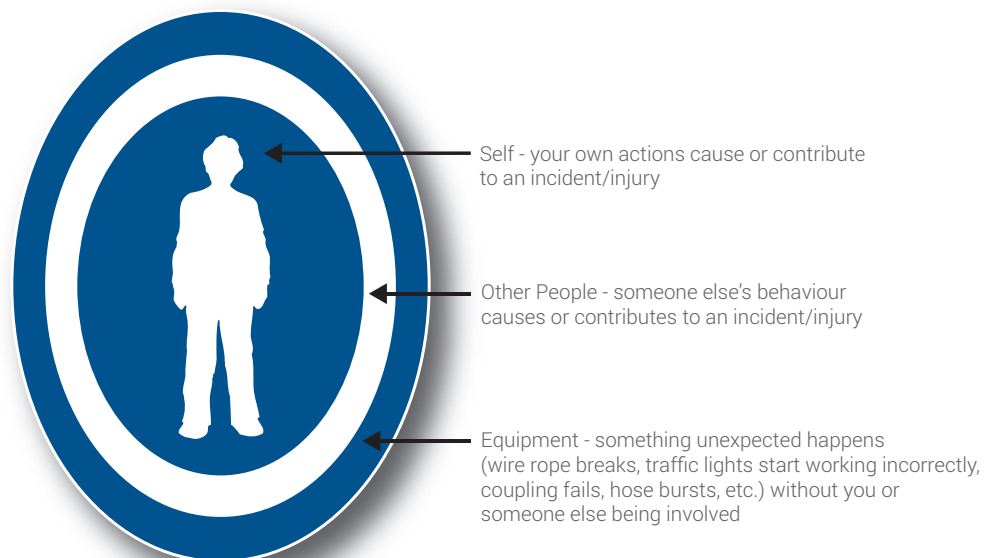 Self - your own actions cause or contribute
to an incident/injury
Other People - someone else’s behaviour
causes or contributes to an incident/injury
Equipment - something unexpected happens
(wire rope breaks, traffic lights start working incorrectly,
coupling fails, hose bursts, etc.) without you or
someone else being involved